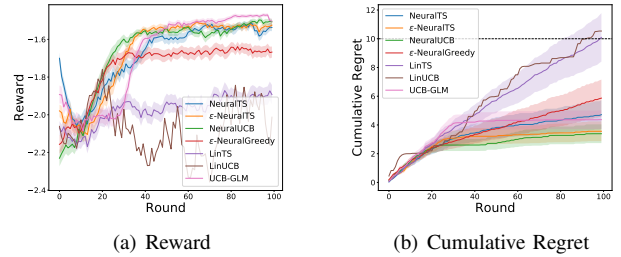 Reward
−1.6
−1.8
−2.0
−2.2
−2.4
0
20
40
60
80
100
Round
NeuralTS
ε-NeuralTS
NeuralUCB
ε-NeuralGreedy
LinTS
LinUCB
UCB-GLM
(a) Reward
Cumulative Regret
12
10
8
6
4
2
0
0
20
40
60
80
100
Round
NeuralTS
ε-NeuralTS
NeuralUCB
ε-NeuralGreedy
LinTS
LinUCB
UCB-GLM
(b) Cumulative Regret